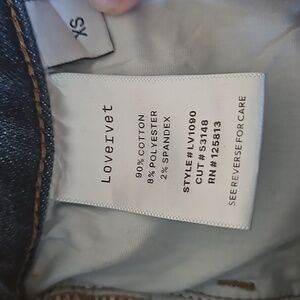 XS
Lovervet
90% COTTON
8% POLYESTER
2% SPANDEX
STYLE # LV1090
CUT # 53148
RN # 125813
SEE REVERSE FOR CARE